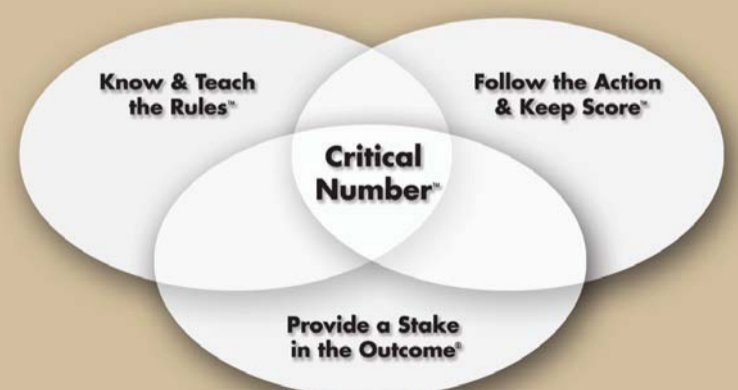 Know & Teach
the Rules™
Follow the Action
& Keep Score™
Critical
Number™
Provide a Stake
in the Outcome®